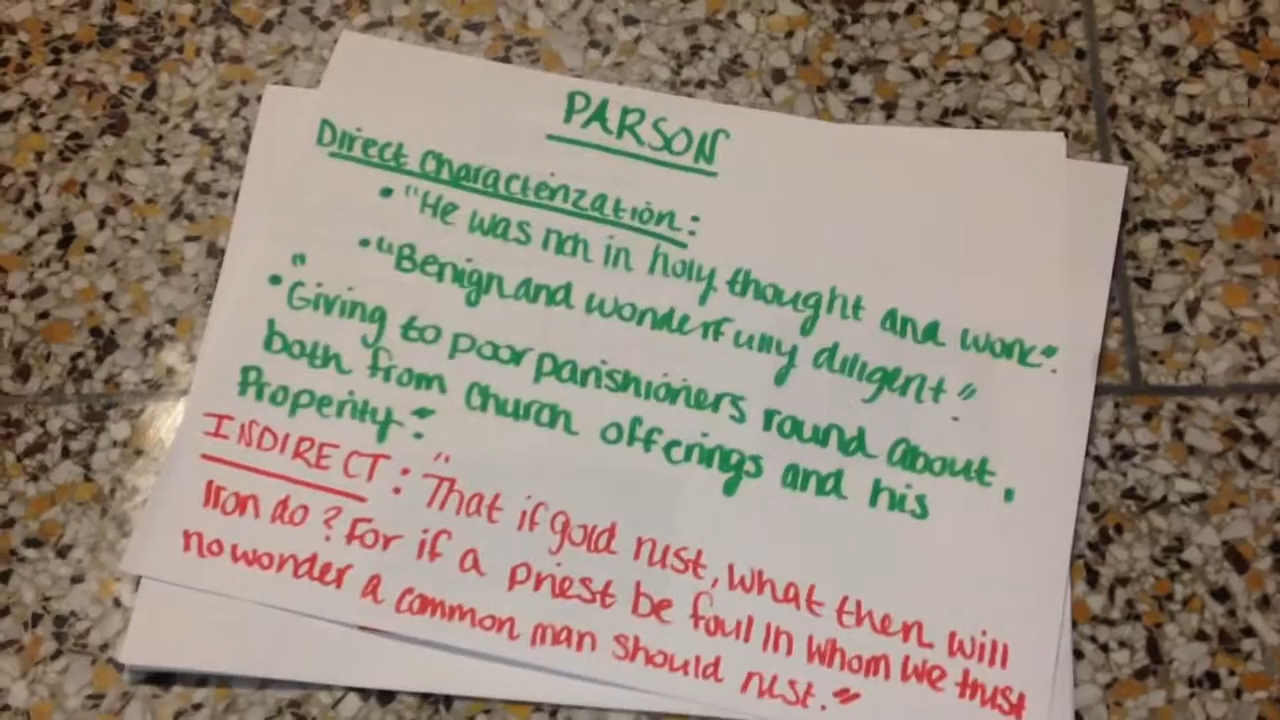 PARSON
Direct Characterization:
• "He was rich in holy thought and work."
• "Benign and wonderfully diligent."
• "Giving to poor parishioners round about,
both from church offerings and his
Property."
INDIRECT: "That if gold rust, what then will
Iron do? For if a priest be foul in whom we trust
no wonder a common man should rust."